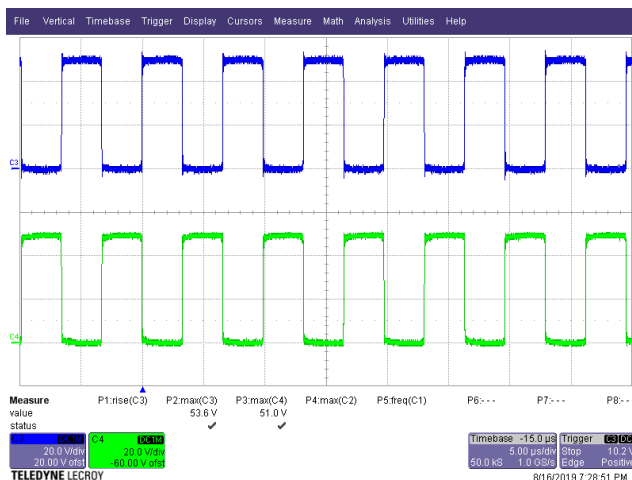 File Vertical Timebase Trigger Display Cursors Measure Math Analysis Utilities Help
C3
C4
Measure P1:rise(C3) P2:max(C3) P3:max(C4) P4:max(C2) P5:freq(C1) P6:- - - P7:- - - P8:- -
value 53.6 V 51.0 V
status
C3 DC1M
20.0 V/div
20.00 V ofst
C4 DC1M
20.0 V/div
-60.00 V ofst
Timebase -15.0 µs
5.00 µs/div
50.0 kS 1.0 GS/s
Trigger C3 DC
Stop 10.2 V
Edge Positive
TELEDYNE LECROY
8/16/2019 7:28:51 PM